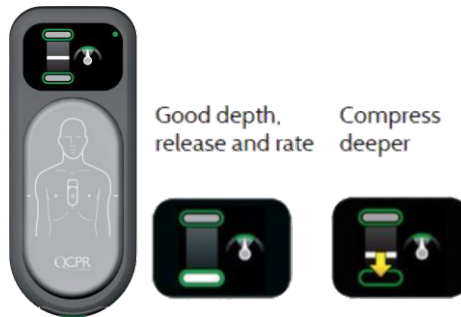 Good depth,
release and rate
Compress
deeper
QCPR